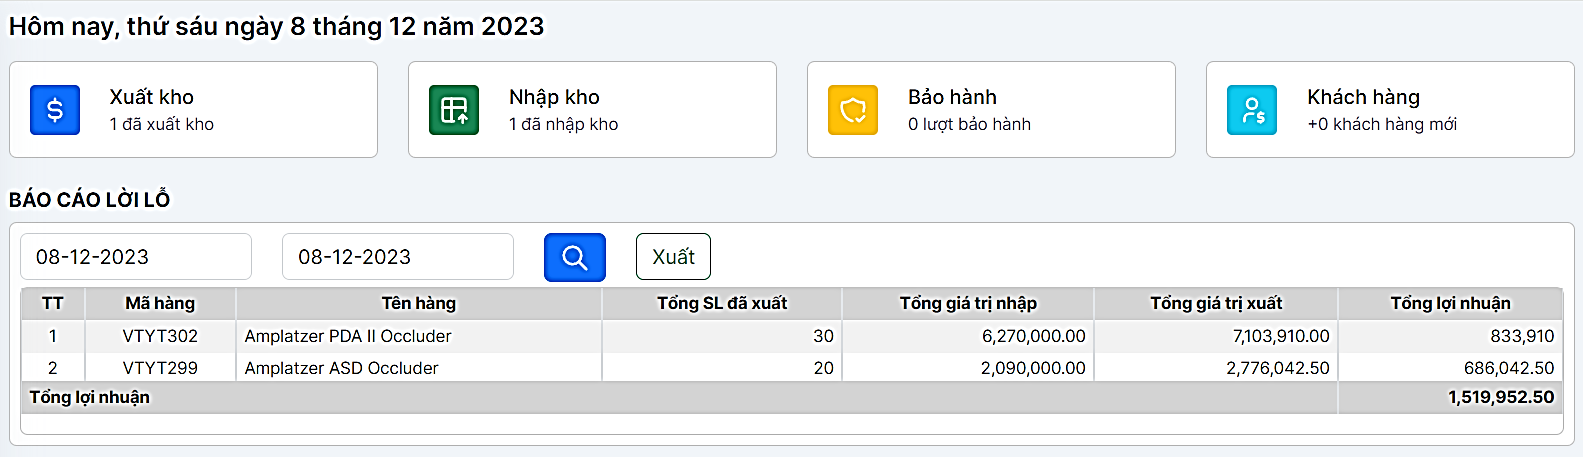 Hôm nay, thứ sáu ngày 8 tháng 12 năm 2023
Xuất kho
1 đã xuất kho
Nhập kho
1 đã nhập kho
Bảo hành
0 lượt bảo hành
Khách hàng
+0 khách hàng mới
BÁO CÁO LỜI LỖ
08-12-2023 08-12-2023 Xuất
TT Mã hàng Tên hàng Tổng SL đã xuất Tổng giá trị nhập Tổng giá trị xuất Tổng lợi nhuận
1 VTYT302 Amplatzer PDA II Occluder 30 6,270,000.00 7,103,910.00 833,910
2 VTYT299 Amplatzer ASD Occluder 20 2,090,000.00 2,776,042.50 686,042.50
Tổng lợi nhuận 1,519,952.50